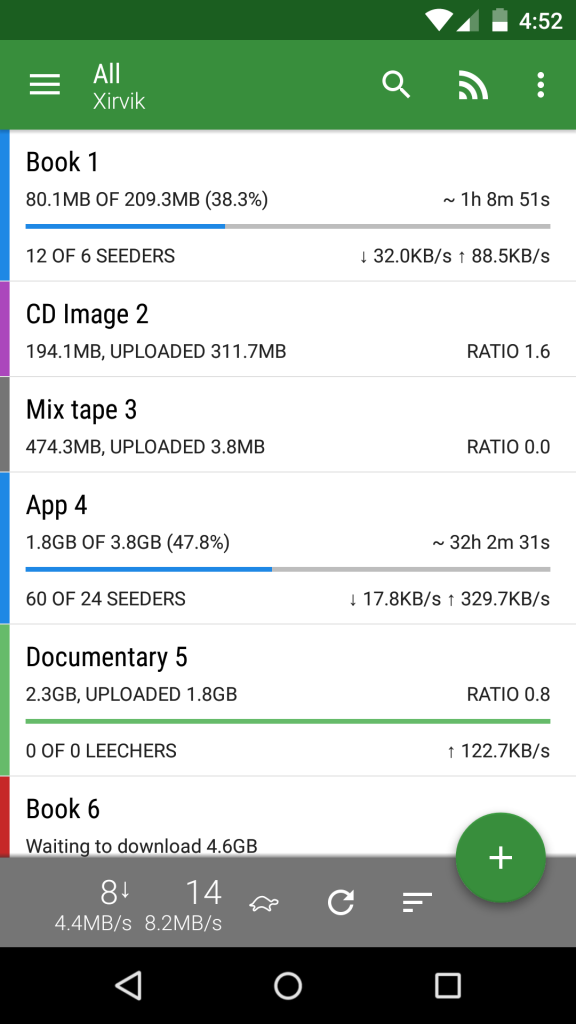 4:52
All
Xirvik
Book 1
80.1MB OF 209.3MB (38.3%) ~ 1h 8m 51s
12 OF 6 SEEDERS ↓ 32.0KB/s ↑ 88.5KB/s
CD Image 2
194.1MB, UPLOADED 311.7MB RATIO 1.6
Mix tape 3
474.3MB, UPLOADED 3.8MB RATIO 0.0
App 4
1.8GB OF 3.8GB (47.8%) ~ 32h 2m 31s
60 OF 24 SEEDERS ↓ 17.8KB/s ↑ 329.7KB/s
Documentary 5
2.3GB, UPLOADED 1.8GB RATIO 0.8
0 OF 0 LEECHERS ↑ 122.7KB/s
Book 6
Waiting to download 4.6GB
8↓ 14
4.4MB/s 8.2MB/s